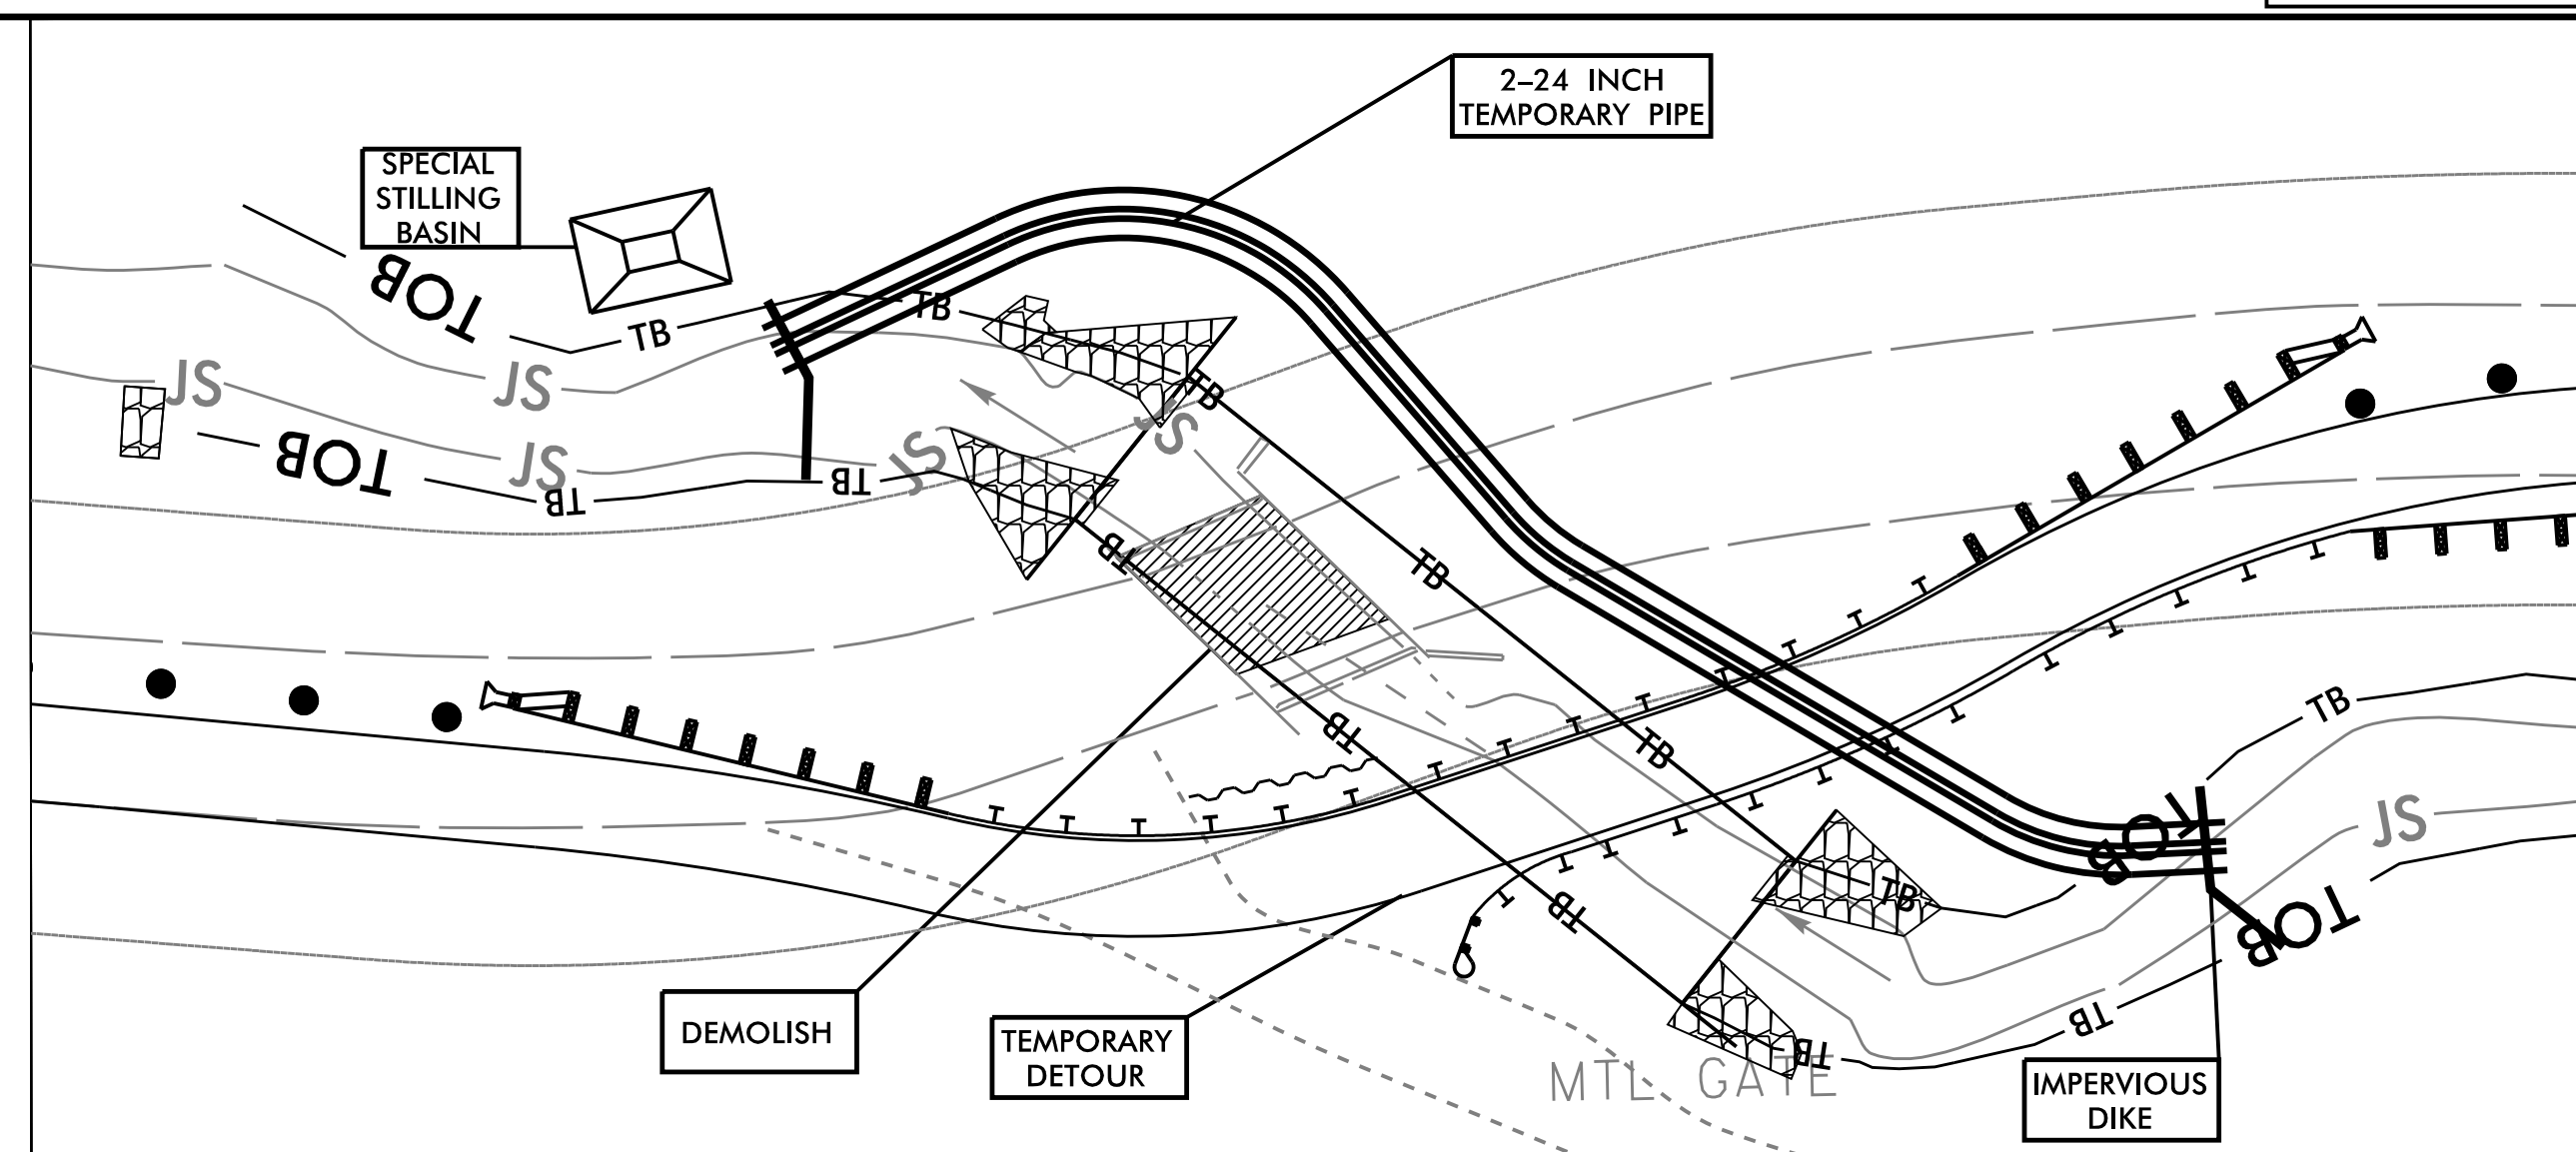 2–24 INCH
TEMPORARY PIPE
SPECIAL
STILLING
BASIN
TOB
TB
TB
TB
JS
JS
JS
TOB
JS
TB
TB
JS
TB
TB
TB
TB
TB
JS
TOB
TB
TB
TOB
TB
TB
MTL GATE
DEMOLISH
TEMPORARY
DETOUR
IMPERVIOUS
DIKE